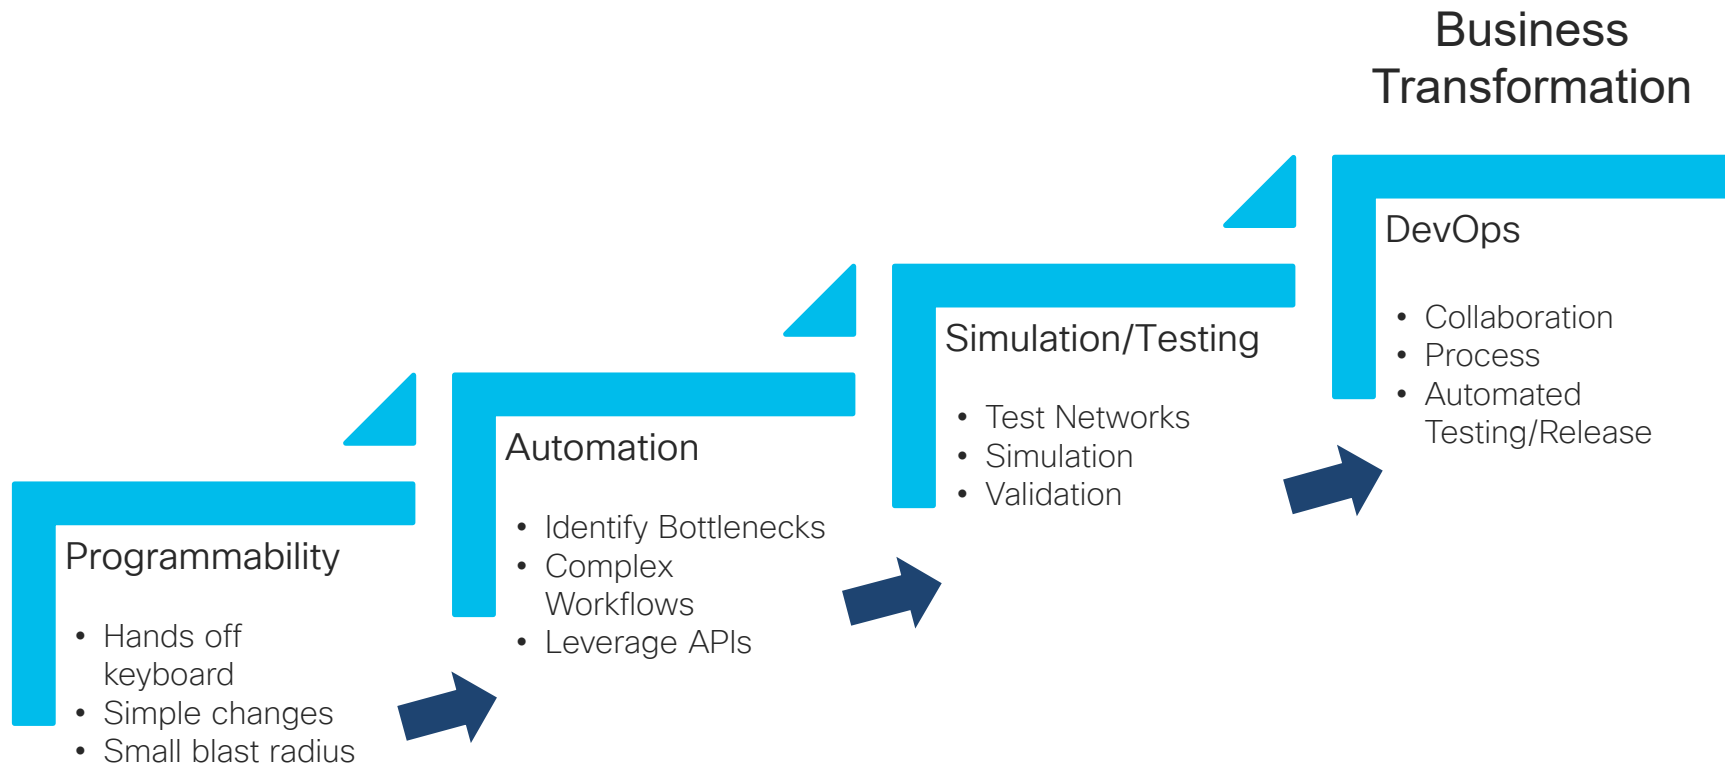 Business
Transformation
DevOps
• Collaboration
• Process
• Automated
Testing/Release
Simulation/Testing
• Test Networks
• Simulation
• Validation
Automation
• Identify Bottlenecks
• Complex
Workflows
• Leverage APIs
Programmability
• Hands off
keyboard
• Simple changes
• Small blast radius